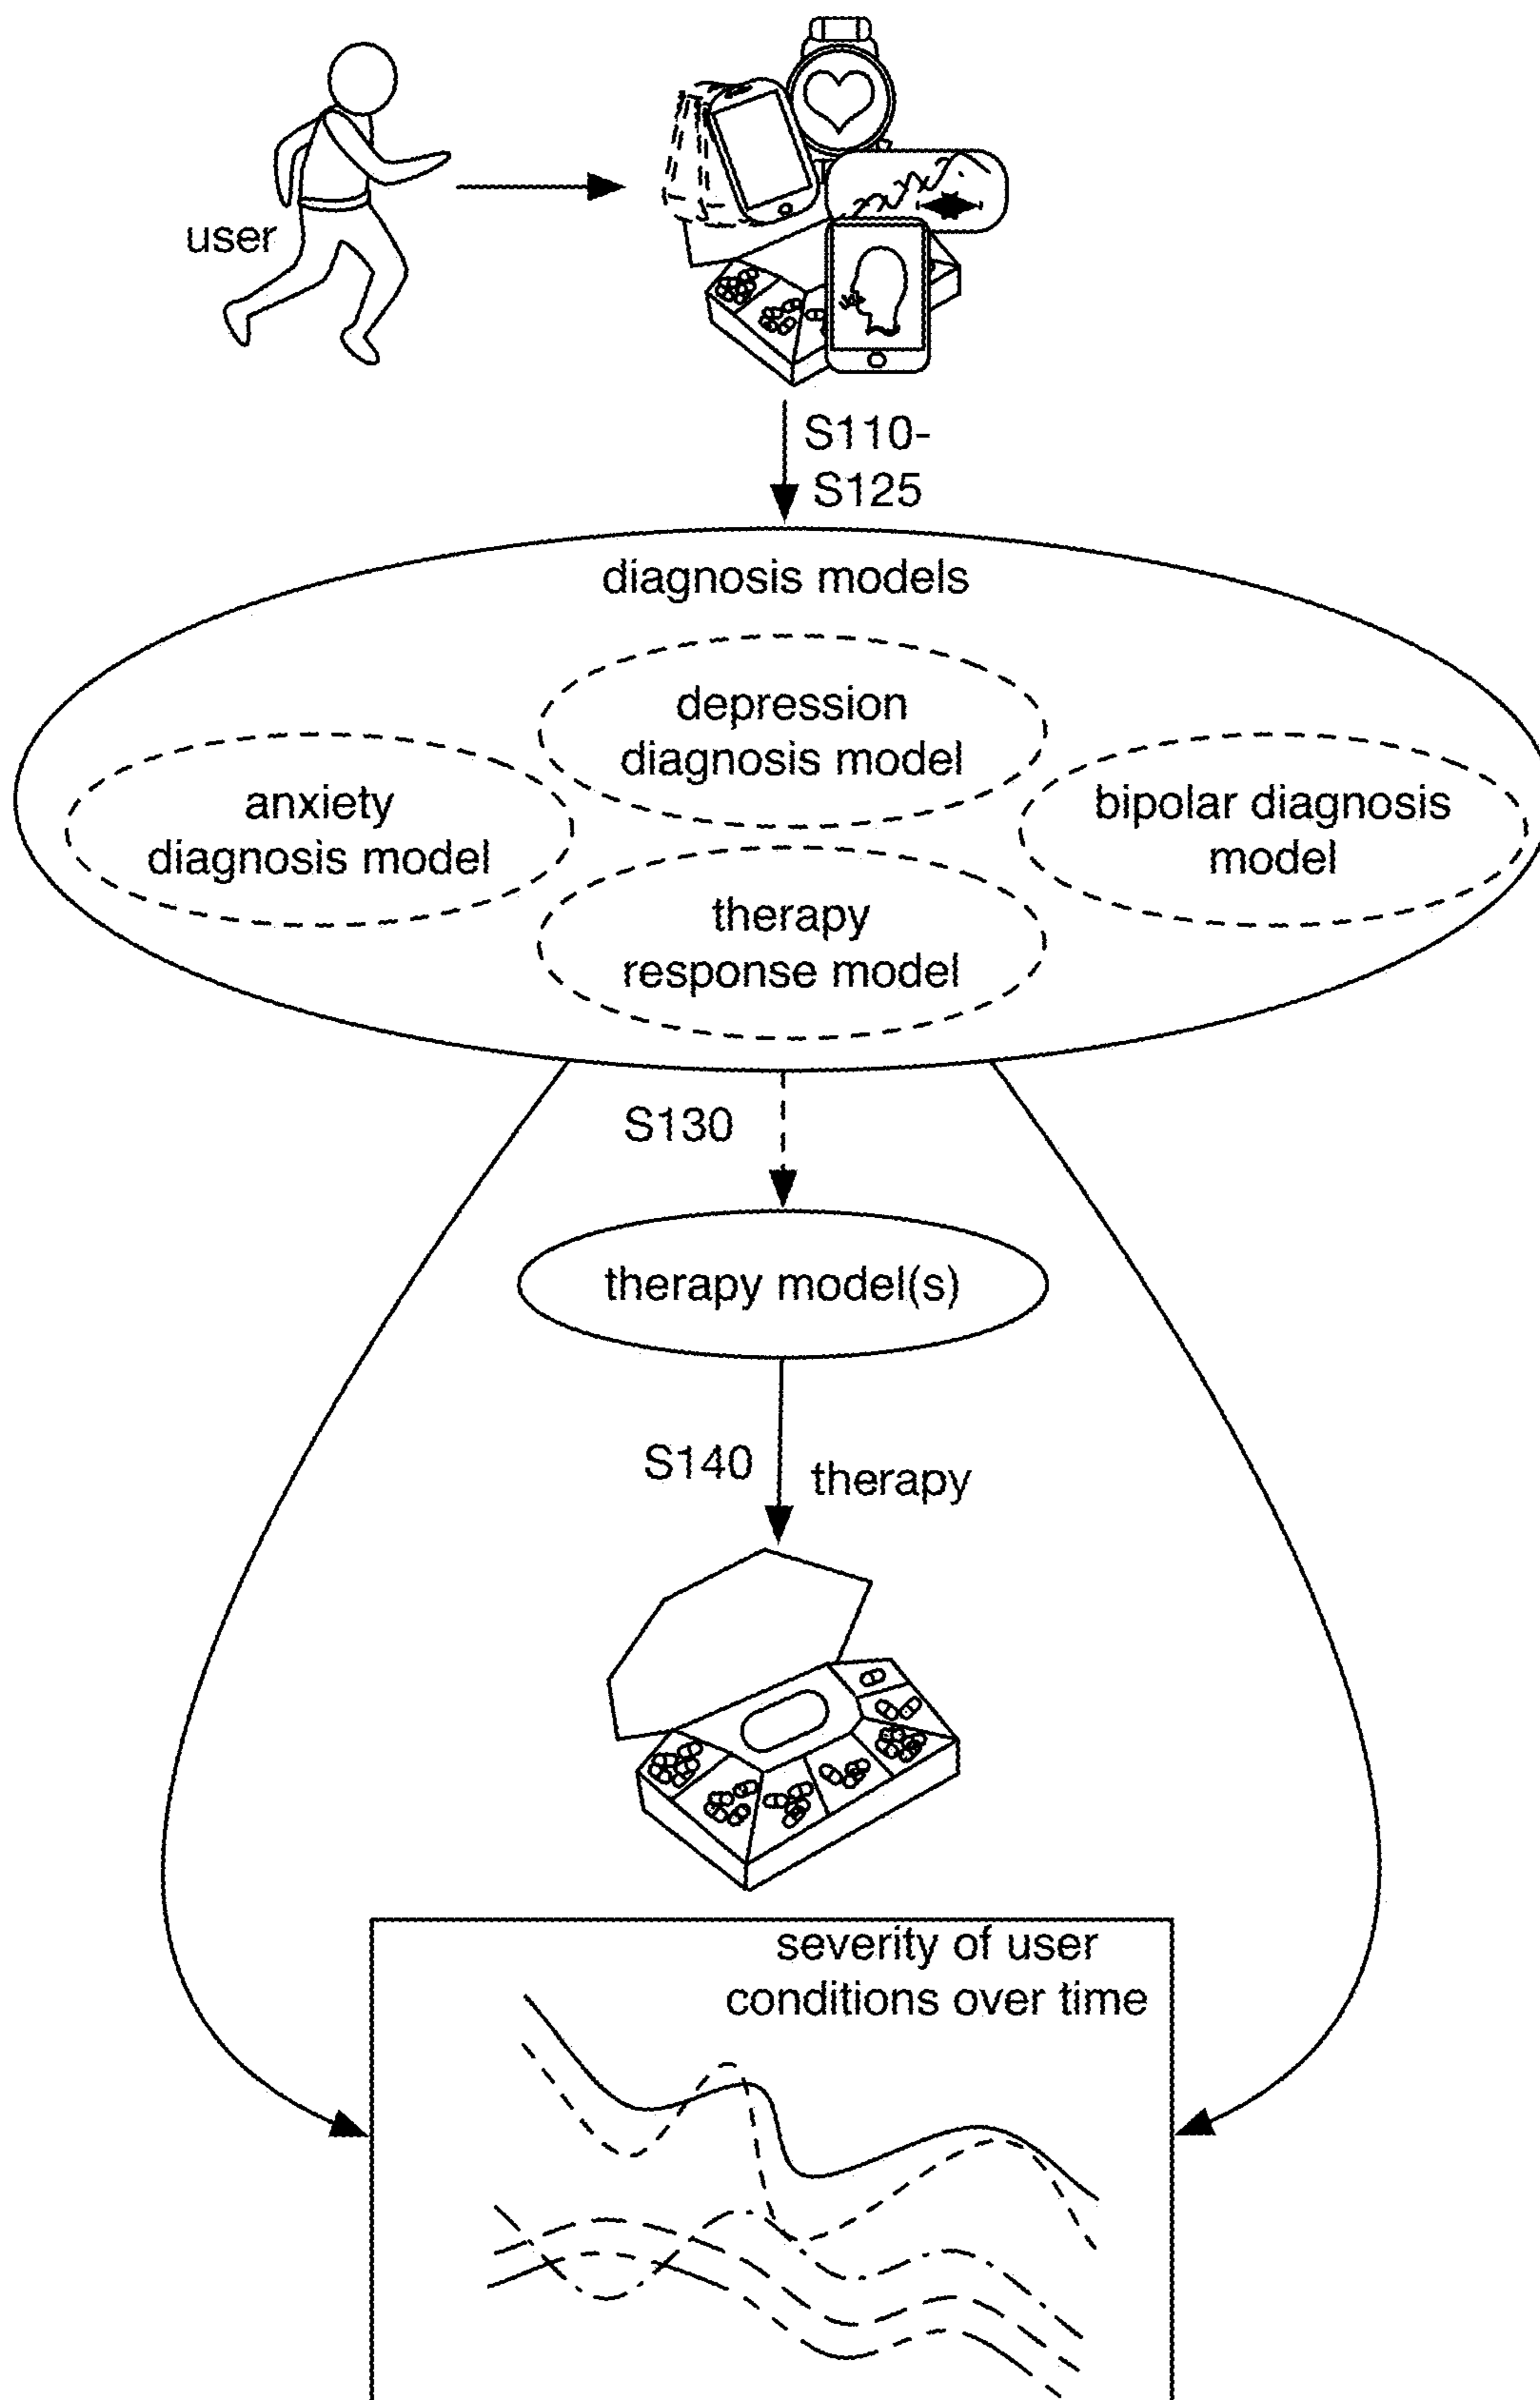 user
S110-
S125
diagnosis models
depression
diagnosis model
anxiety
diagnosis model
bipolar diagnosis
model
therapy
response model
S130
therapy model(s)
S140
therapy
severity of user
conditions over time